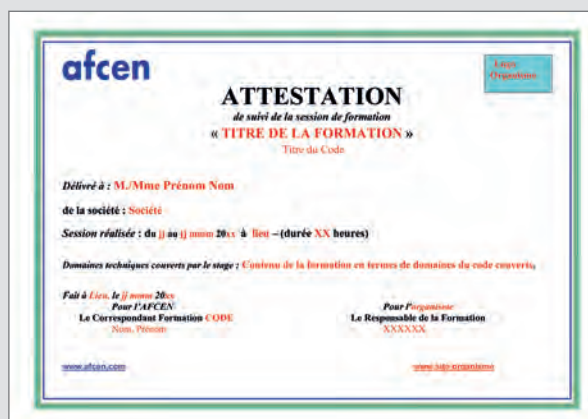 afcen
Logo
Organisme
ATTESTATION
de suivi de la session de formation
« TITRE DE LA FORMATION »
Titre du Code
Délivré à : M./Mme Prénom Nom
de la société : Société
Session réalisée : du jj au jj mmm 20xx à lieu – (durée XX heures)
Domaines techniques couverts par le stage : Contenu de la formation en termes de domaines du code couverts.
Fait à Lieu, le jj mmm 20xx
Pour l'AFCEN
Le Correspondant Formation CODE
Nom, Prénom
Pour l'organisme
Le Responsable de la Formation
XXXXXX
www.afcen.com
www.logo.organisme